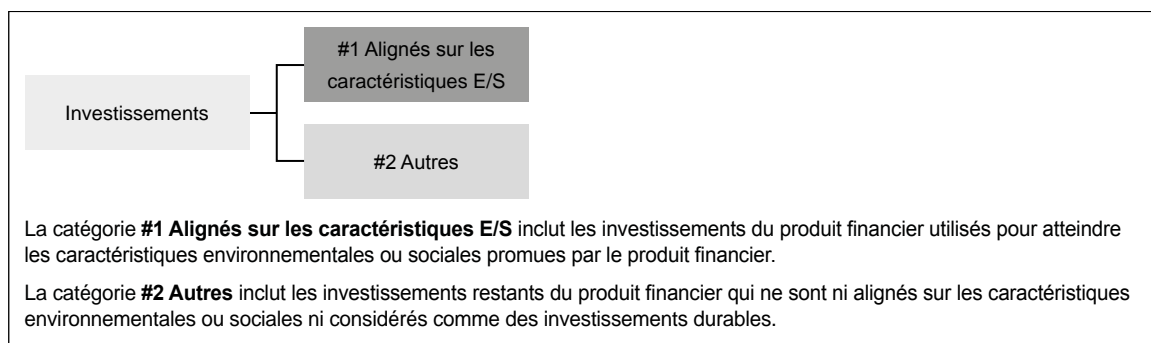 #1 Alignés sur les
caractéristiques E/S
Investissements
#2 Autres
La catégorie #1 Alignés sur les caractéristiques E/S inclut les investissements du produit financier utilisés pour atteindre
les caractéristiques environnementales ou sociales promues par le produit financier.
La catégorie #2 Autres inclut les investissements restants du produit financier qui ne sont ni alignés sur les caractéristiques
environnementales ou sociales ni considérés comme des investissements durables.